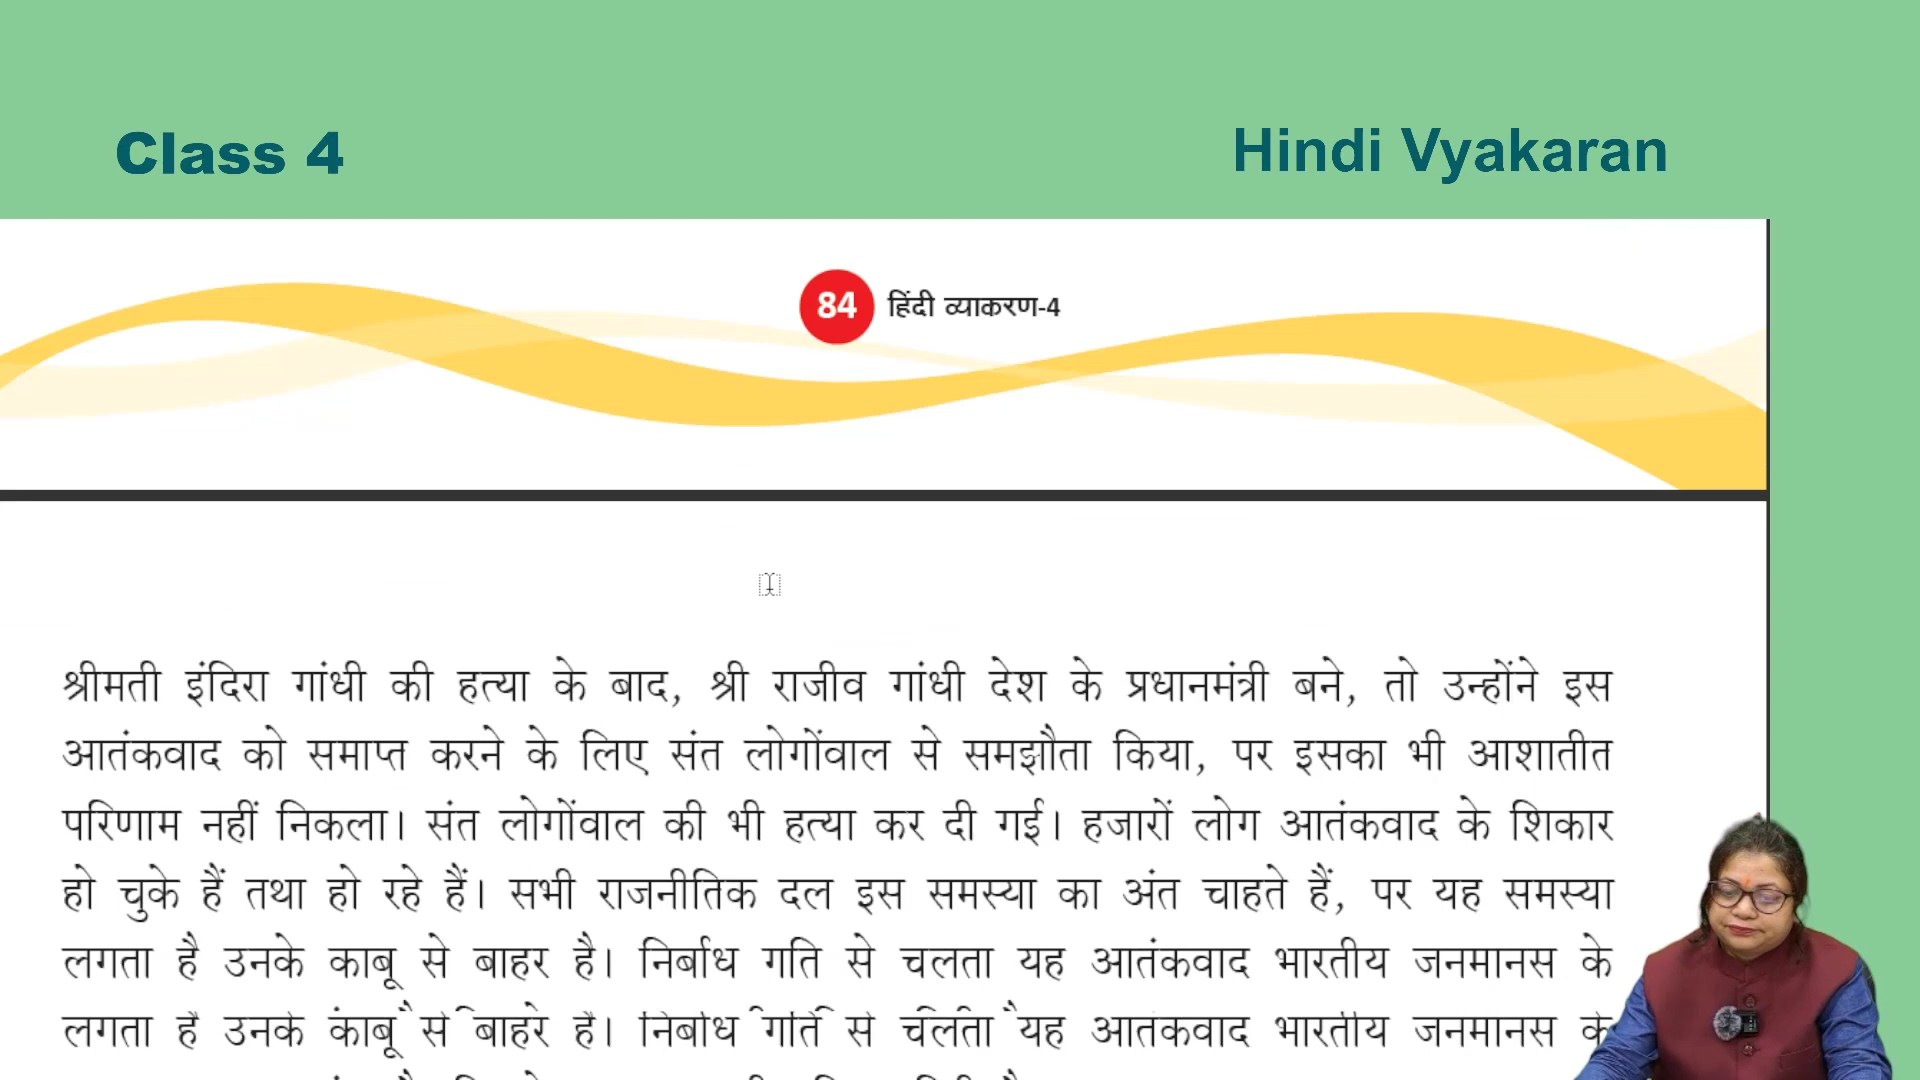 Class 4
Hindi Vyakaran
84 हिंदी व्याकरण-4
श्रीमती इंदिरा गांधी की हत्या के बाद, श्री राजीव गांधी देश के प्रधानमंत्री बने, तो उन्होंने इस
आतंकवाद को समाप्त करने के लिए संत लोगोंवाल से समझौता किया, पर इसका भी आशातीत
परिणाम नहीं निकला। संत लोगोंवाल की भी हत्या कर दी गई। हजारों लोग आतंकवाद के शिकार
हो चुके हैं तथा हो रहे हैं। सभी राजनीतिक दल इस समस्या का अंत चाहते हैं, पर यह समस्या
लगता है उनके काबू से बाहर है। निर्बाध गति से चलता यह आतंकवाद भारतीय जनमानस के
लगता है उनके काबू से बाहर है। निर्बाध गति से चलता यह आतंकवाद भारतीय जनमानस के